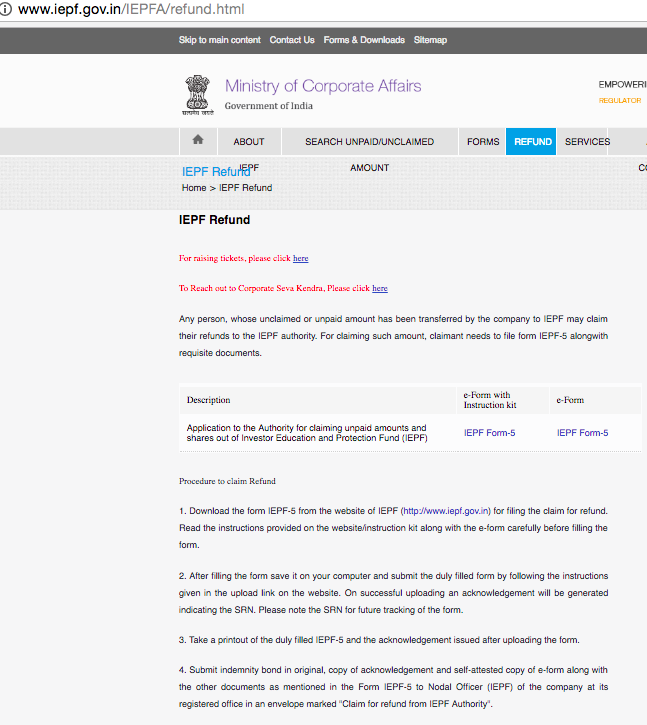 www.iepf.gov.in/IEPFA/refund.html
Skip to main content Contact Us Forms & Downloads Sitemap
Ministry of Corporate Affairs
Government of India
सत्यमेव जयते
EMPOWERI
REGULATOR
ABOUT IEPF
SEARCH UNPAID/UNCLAIMED AMOUNT
FORMS
REFUND
SERVICES
CO
IEPF Refund
Home > IEPF Refund
IEPF Refund
For raising tickets, please click here
To Reach out to Corporate Seva Kendra, Please click here
Any person, whose unclaimed or unpaid amount has been transferred by the company to IEPF may claim
their refunds to the IEPF authority. For claiming such amount, claimant needs to file form IEPF-5 alongwith
requisite documents.
Description
e-Form with
Instruction kit
e-Form
Application to the Authority for claiming unpaid amounts and
shares out of Investor Education and Protection Fund (IEPF)
IEPF Form-5
IEPF Form-5
Procedure to claim Refund
1. Download the form IEPF-5 from the website of IEPF (http://www.iepf.gov.in) for filing the claim for refund.
Read the instructions provided on the website/instruction kit along with the e-form carefully before filling the
form.
2. After filling the form save it on your computer and submit the duly filled form by following the instructions
given in the upload link on the website. On successful uploading an acknowledgement will be generated
indicating the SRN. Please note the SRN for future tracking of the form.
3. Take a printout of the duly filled IEPF-5 and the acknowledgement issued after uploading the form.
4. Submit indemnity bond in original, copy of acknowledgement and self-attested copy of e-form along with
the other documents as mentioned in the Form IEPF-5 to Nodal Officer (IEPF) of the company at its
registered office in an envelope marked "Claim for refund from IEPF Authority".